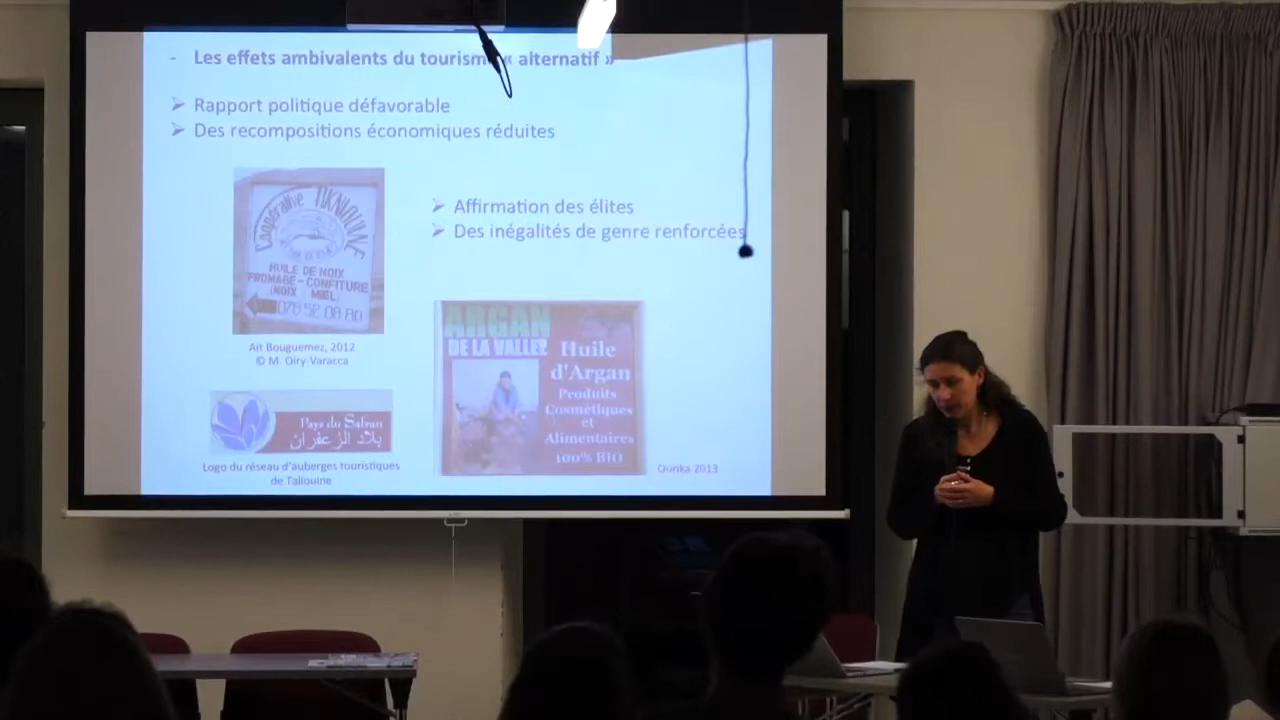 - Les effets ambivalents du tourisme « alternatif »
➢ Rapport politique défavorable
➢ Des recompositions économiques réduites
➢ Affirmation des élites
➢ Des inégalités de genre renforcées
Coopérative
HUILE DE NOIX
FROMAGE - CONFITURE
(NOIX MIEL)
Ait Bouguemez, 2012
© M. Oiry-Varacca
Pays du Safran
بلاد الزعفران
Logo du réseau d'auberges touristiques
de Taliouine
ARGAN
DE LA VALLEE
Huile
d'Argan
Produits
Cosmétiques
et
Alimentaires
100% BIO
Ourika 2013